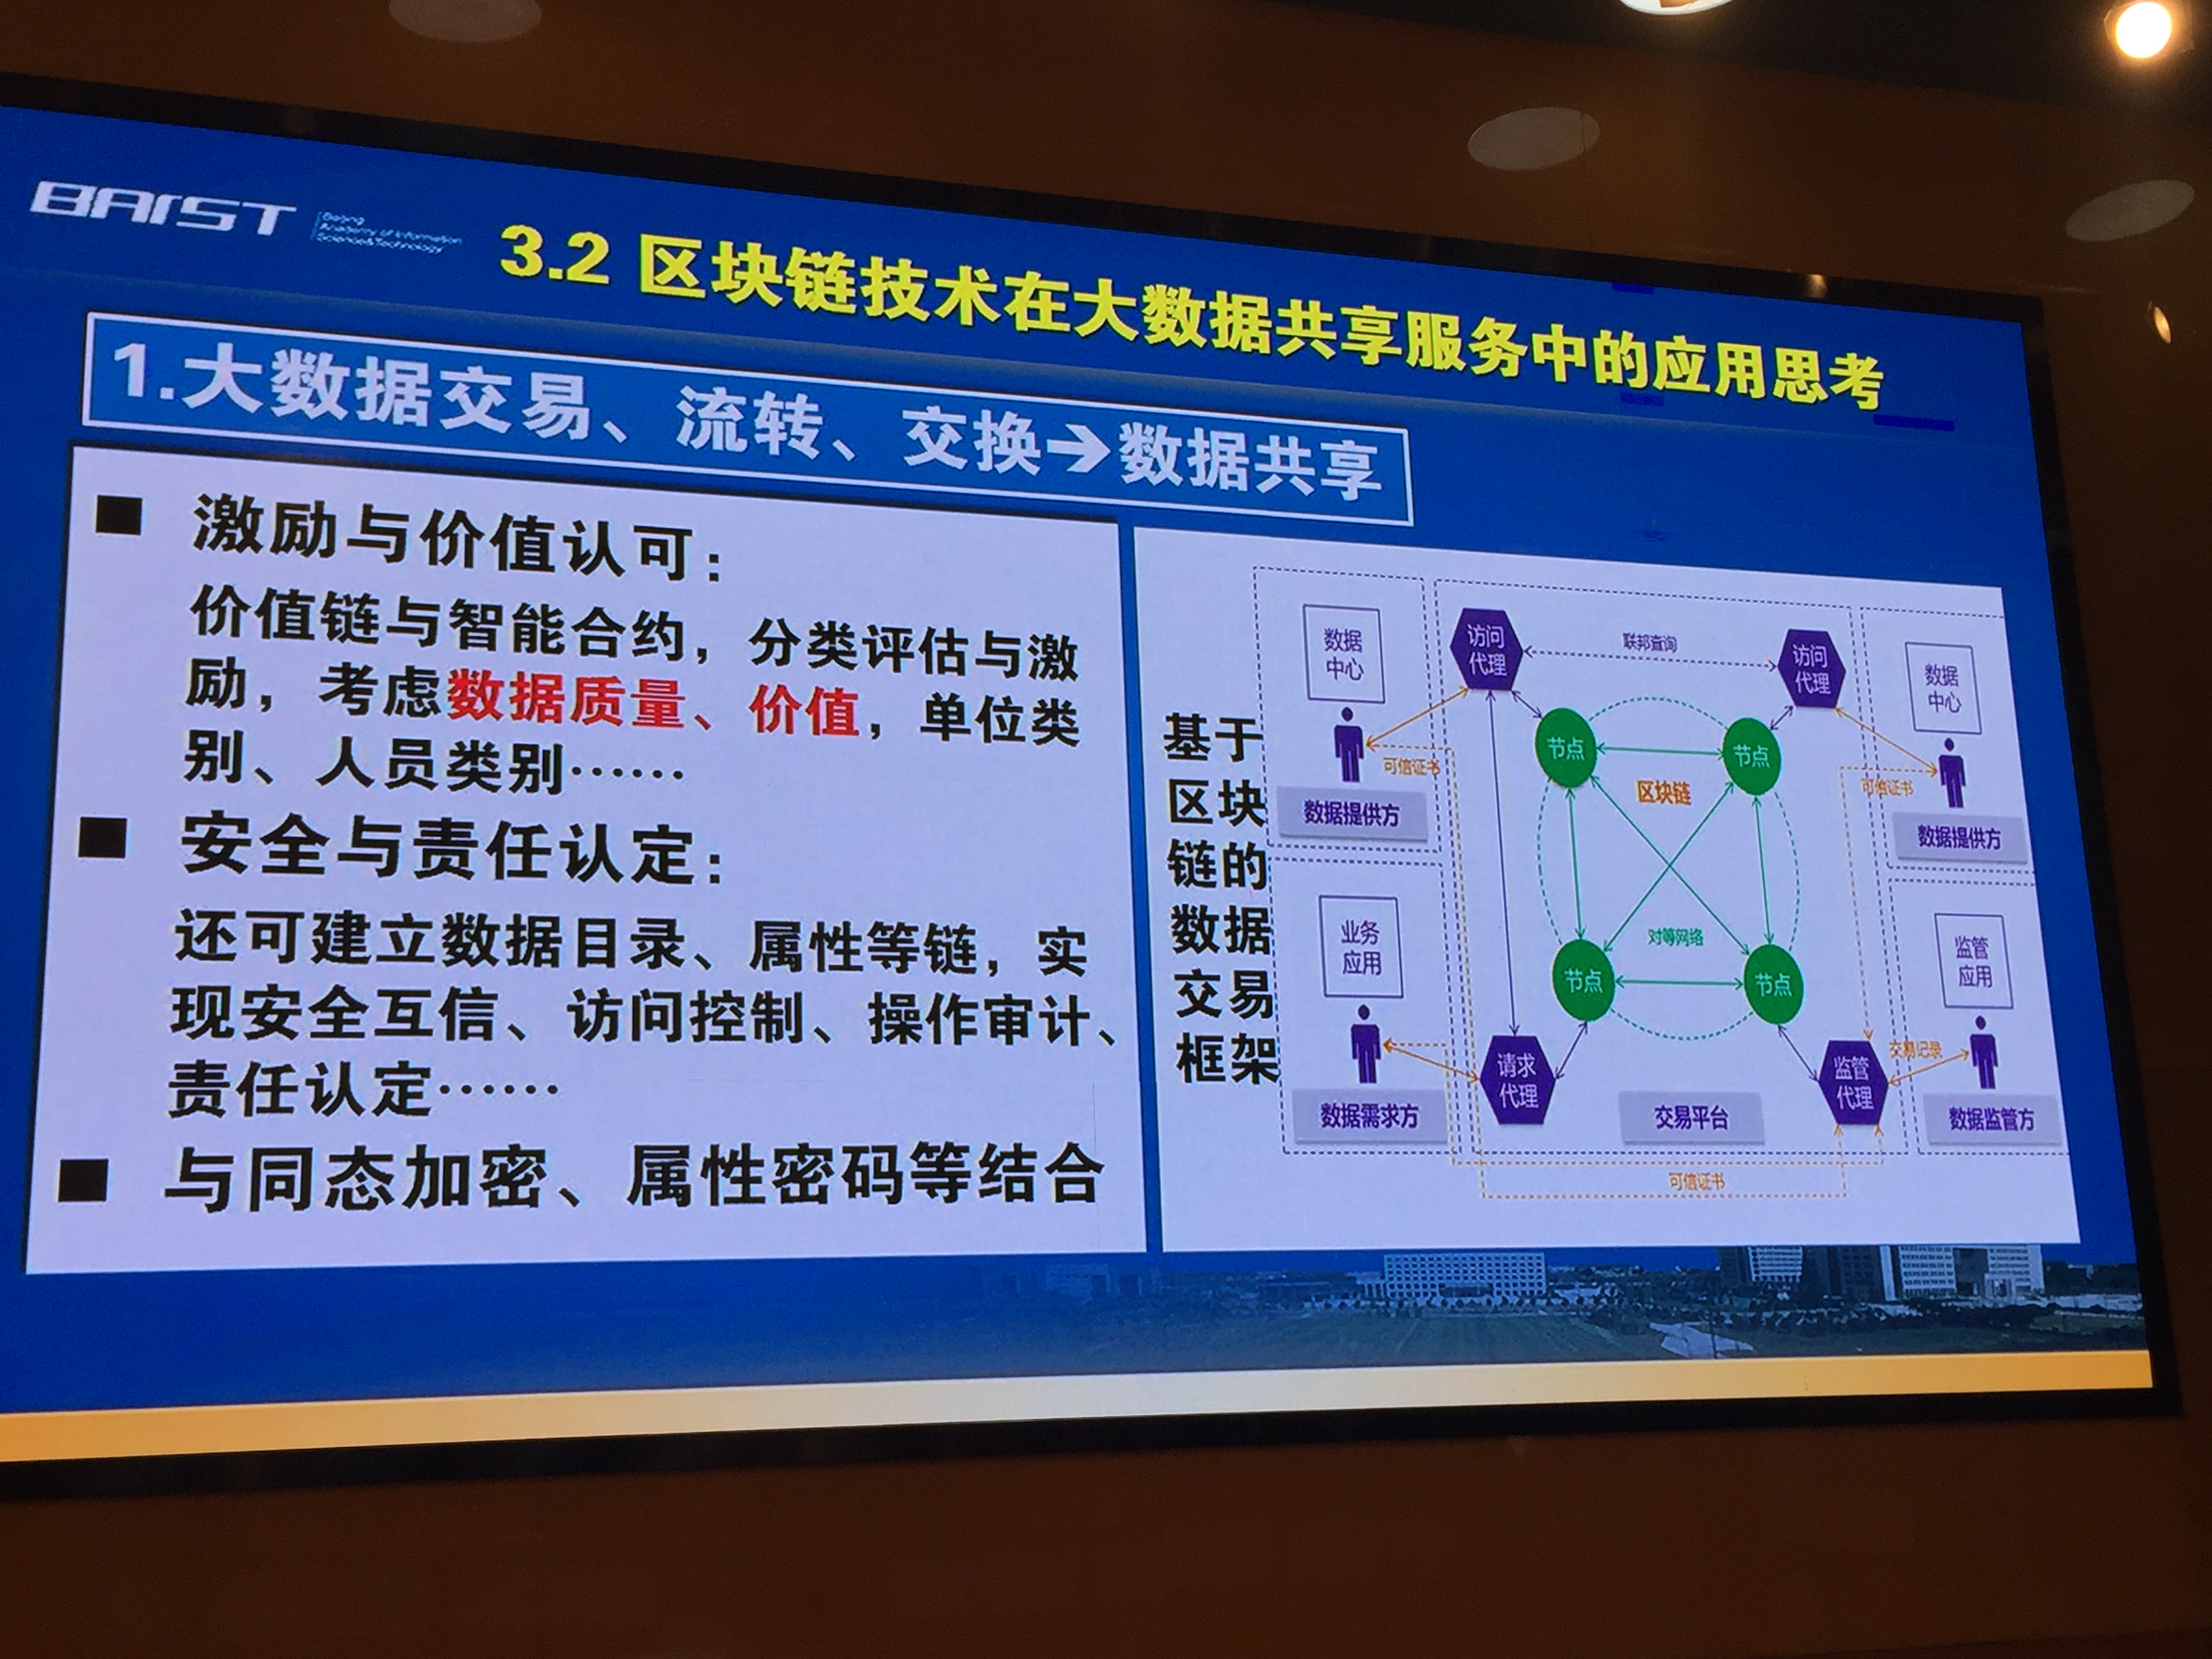 BAIST
Beijing
Academy of Information
Science&Technology
3.2 区块链技术在大数据共享服务中的应用思考
1.大数据交易、流转、交换→数据共享
■ 激励与价值认可：
价值链与智能合约，分类评估与激
励，考虑数据质量、价值，单位类
别、人员类别……
■ 安全与责任认定：
还可建立数据目录、属性等链，实
现安全互信、访问控制、操作审计、
责任认定……
■ 与同态加密、属性密码等结合
基于
区块
链的
数据
交易
框架
数据
中心
可信证书
数据提供方
访问
代理
联邦查询
访问
代理
数据
中心
可信证书
数据提供方
节点
节点
区块链
对等网络
节点
节点
业务
应用
数据需求方
请求
代理
交易平台
监管
代理
监管
应用
交易记录
数据监管方
可信证书